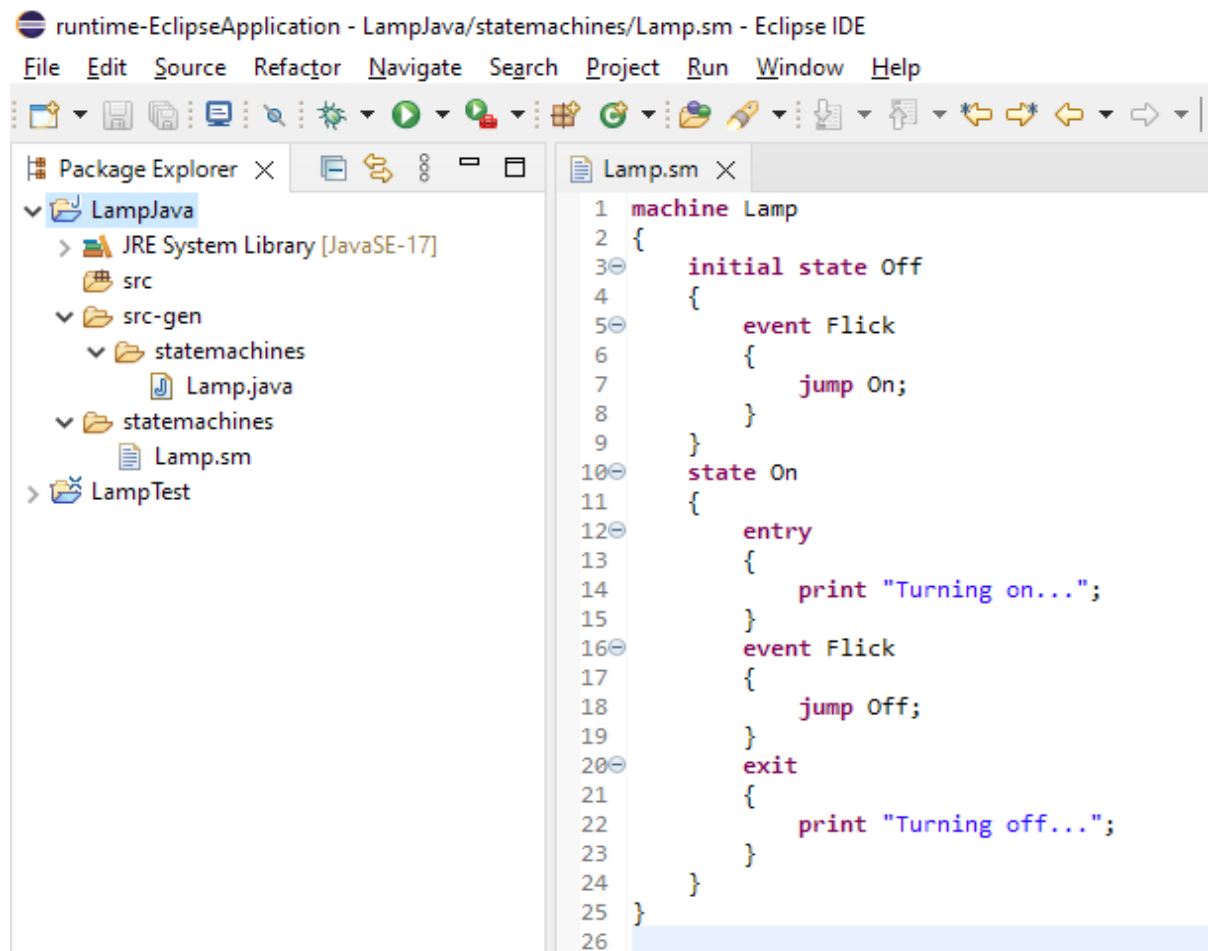 runtime-EclipseApplication - LampJava/statemachines/Lamp.sm - Eclipse IDE
File Edit Source Refactor Navigate Search Project Run Window Help
Package Explorer
LampJava
JRE System Library [JavaSE-17]
src
src-gen
statemachines
Lamp.java
statemachines
Lamp.sm
LampTest
Lamp.sm
1 machine Lamp
2 {
3 initial state Off
4 {
5 event Flick
6 {
7 jump On;
8 }
9 }
10 state On
11 {
12 entry
13 {
14 print "Turning on...";
15 }
16 event Flick
17 {
18 jump Off;
19 }
20 exit
21 {
22 print "Turning off...";
23 }
24 }
25 }
26